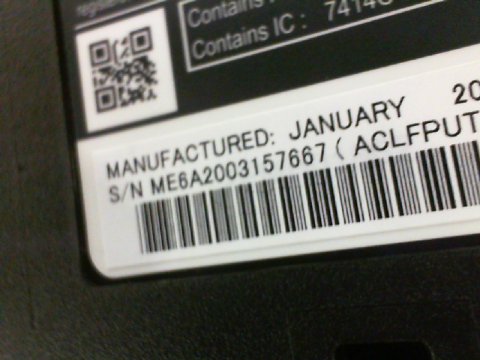 Contains
Contains IC : 7414C
MANUFACTURED: JANUARY 20
S/N ME6A2003157667 ( ACLFPUT